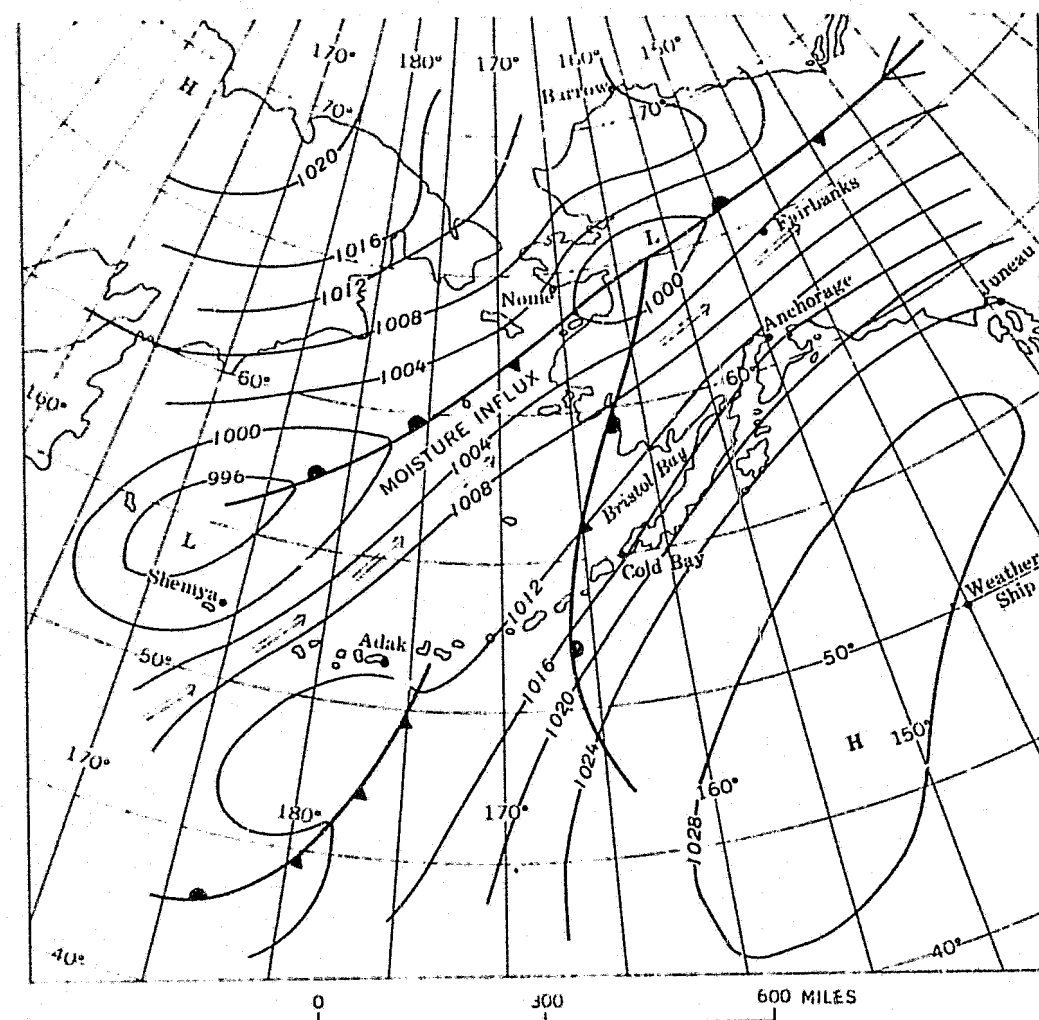 170°
180°
170°
160°
150°
H
Barrow
70°
70°
1020
Fairbanks
1016
L
1012
Nome
1000
Anchorage
Juneau
1008
1004
60°
60°
160°
1000
MOISTURE INFLUX
1004
996
1008
Bristol Bay
L
Cold Bay
Shemya
1012
Weather
Ship
Adak
50°
50°
1016
1020
H
150°
170°
1024
160°
180°
170°
1028
40°
40°
0
300
600 MILES